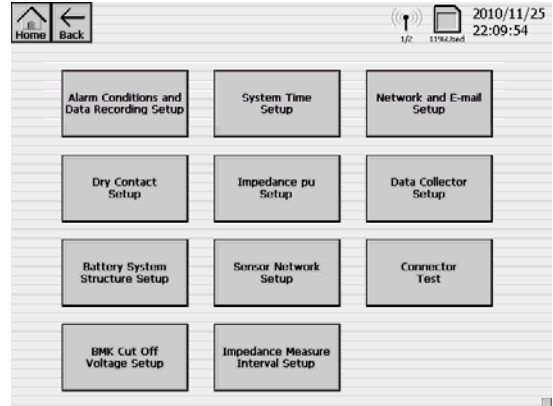 Home Back
1/2 11%Used
2010/11/25
22:09:54
Alarm Conditions and
Data Recording Setup
System Time
Setup
Network and E-mail
Setup
Dry Contact
Setup
Impedance pu
Setup
Data Collector
Setup
Battery System
Structure Setup
Sensor Network
Setup
Connector
Test
BMK Cut Off
Voltage Setup
Impedance Measure
Interval Setup